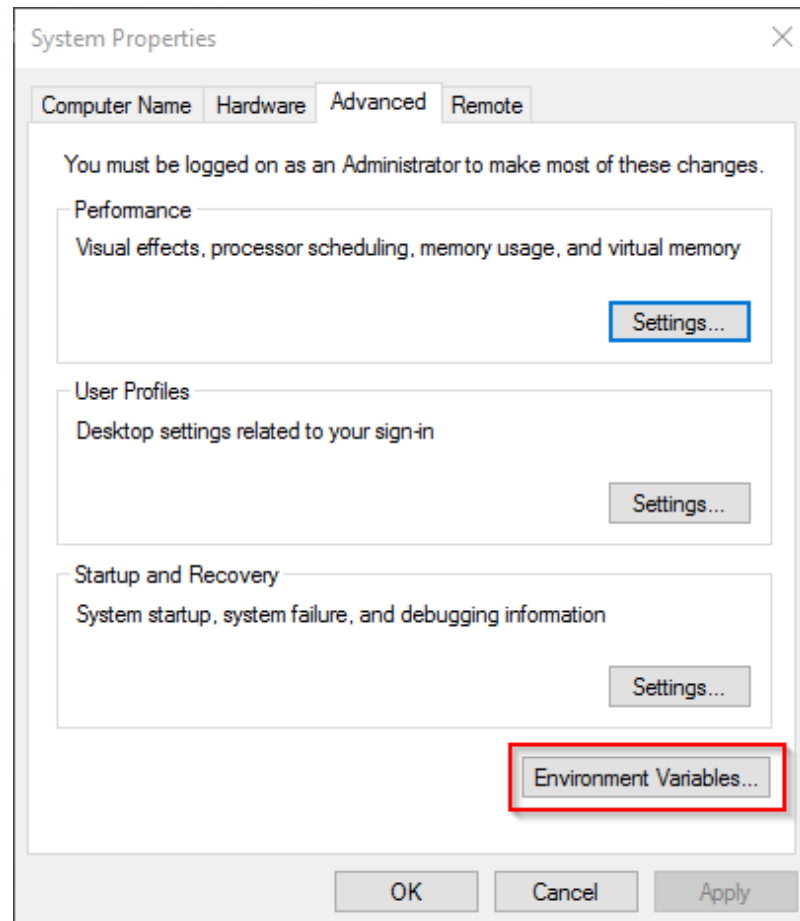 System Properties
Computer Name Hardware Advanced Remote
You must be logged on as an Administrator to make most of these changes.
Performance
Visual effects, processor scheduling, memory usage, and virtual memory
Settings...
User Profiles
Desktop settings related to your sign-in
Settings...
Startup and Recovery
System startup, system failure, and debugging information
Settings...
Environment Variables...
OK Cancel Apply